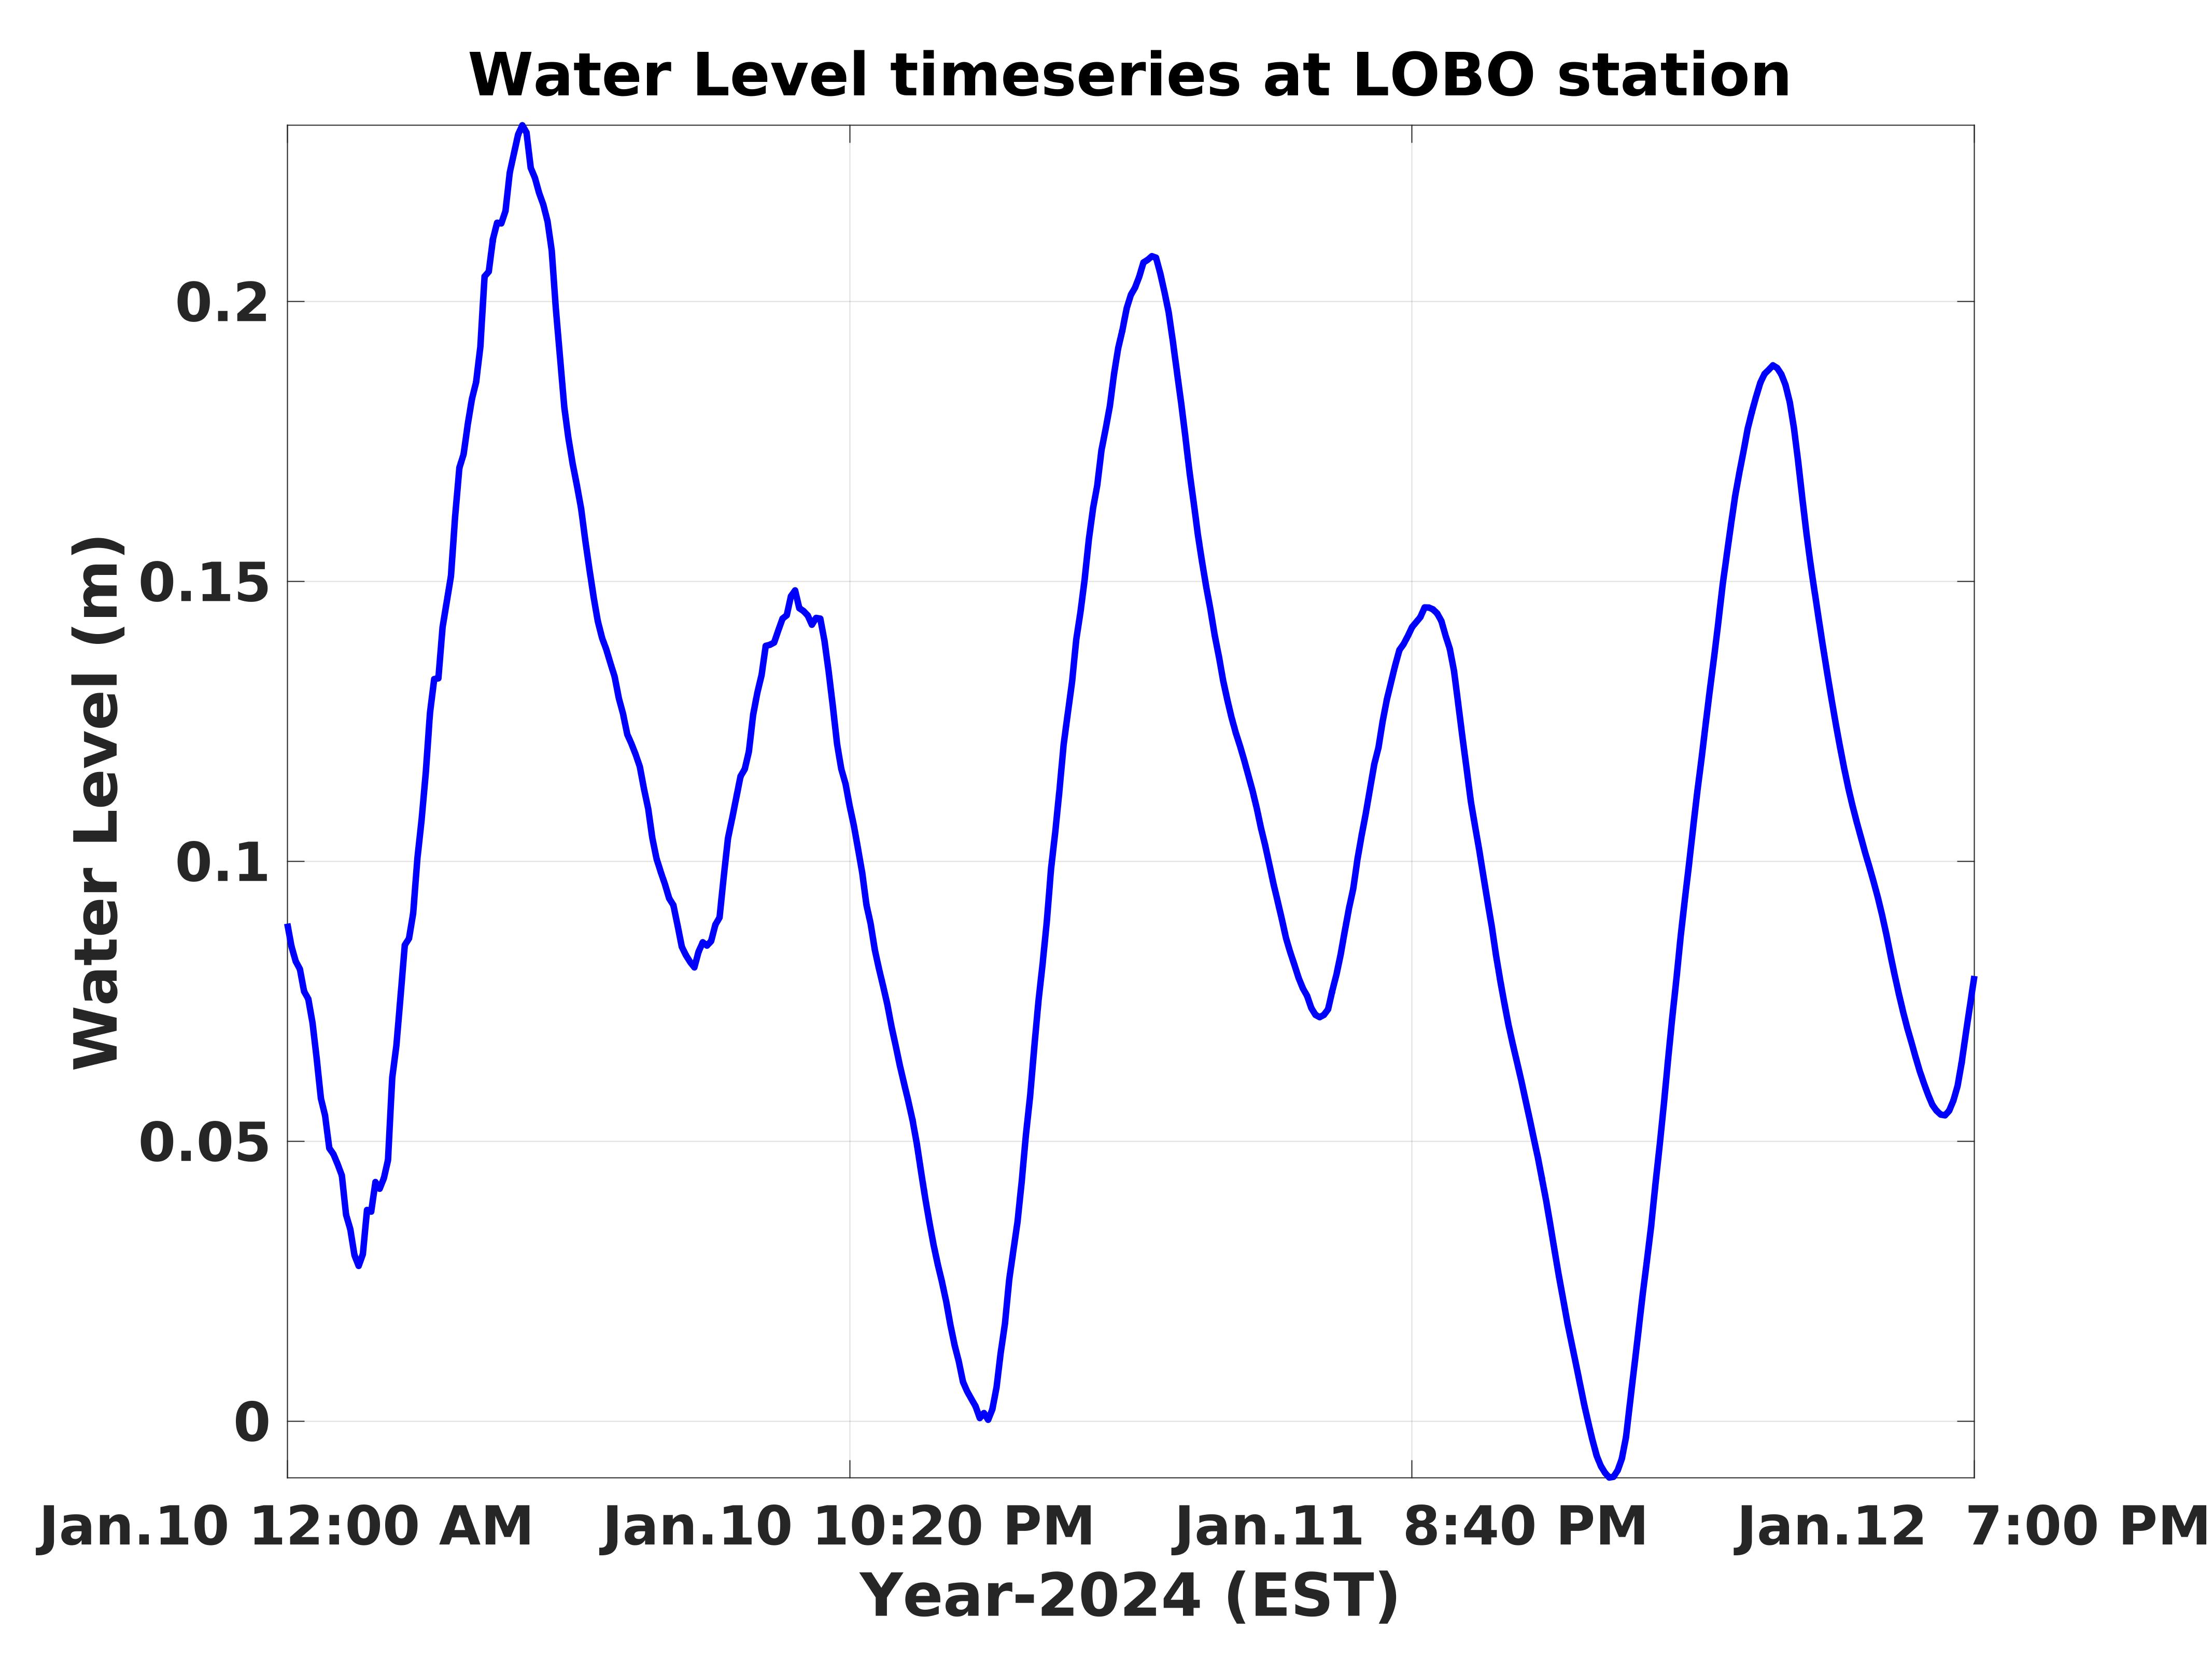 Water Level timeseries at LOBO station
Water Level (m)
0.2
0.15
0.1
0.05
0
Jan.10 12:00 AM Jan.10 10:20 PM Jan.11 8:40 PM Jan.12 7:00 PM
Year-2024 (EST)